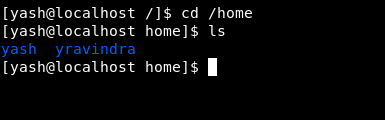 [yash@localhost /]$ cd /home
[yash@localhost home]$ ls
yash  yravindra
[yash@localhost home]$